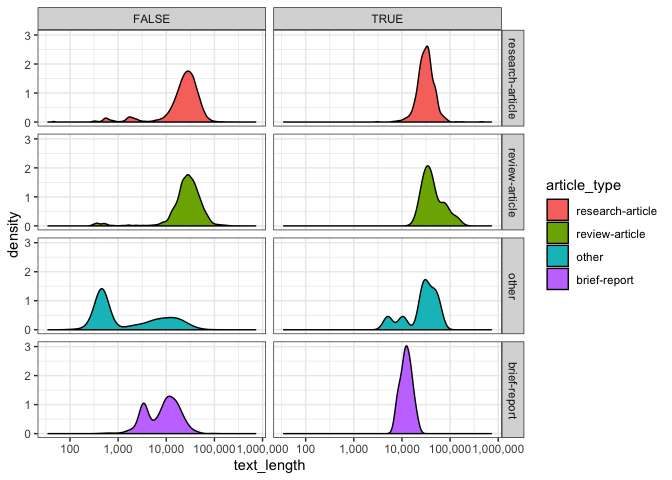 FALSE TRUE
3
2
1
0
research-article
3
2
1
0
review-article
3
2
1
0
other
3
2
1
0
brief-report
density
100 1,000 10,000 100,000 1,000,000 100 1,000 10,000 100,000 1,000,000
text_length
article_type
research-article
review-article
other
brief-report